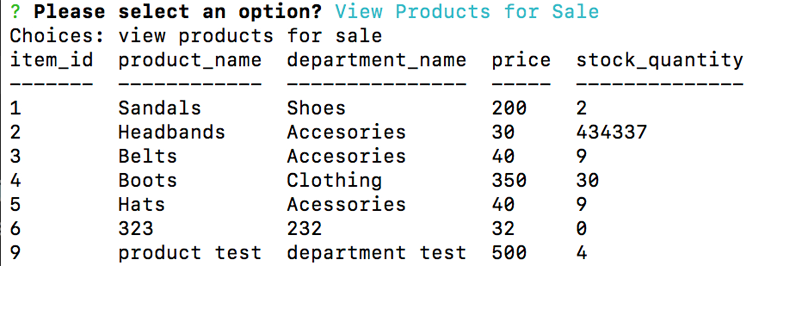 ? Please select an option? View Products for Sale
Choices: view products for sale
item_id  product_name  department_name  price  stock_quantity
-------  ------------  ---------------  -----  --------------
1        Sandals       Shoes            200    2
2        Headbands     Accesories       30     434337
3        Belts         Accesories       40     9
4        Boots         Clothing         350    30
5        Hats          Acessories       40     9
6        323           232              32     0
9        product test  department test  500    4